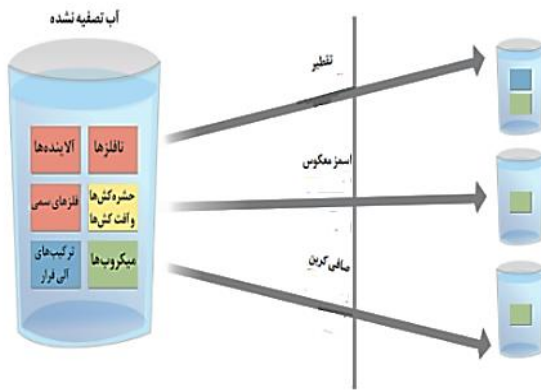 آب تصفیه نشده
تقطیر
نافلزها
آلاینده‌ها
اسمز معکوس
حشره‌کش‌ها
و آفت‌کش‌ها
فلزهای سمی
میکروب‌ها
ترکیب‌های
آلی فرار
صافی کربن